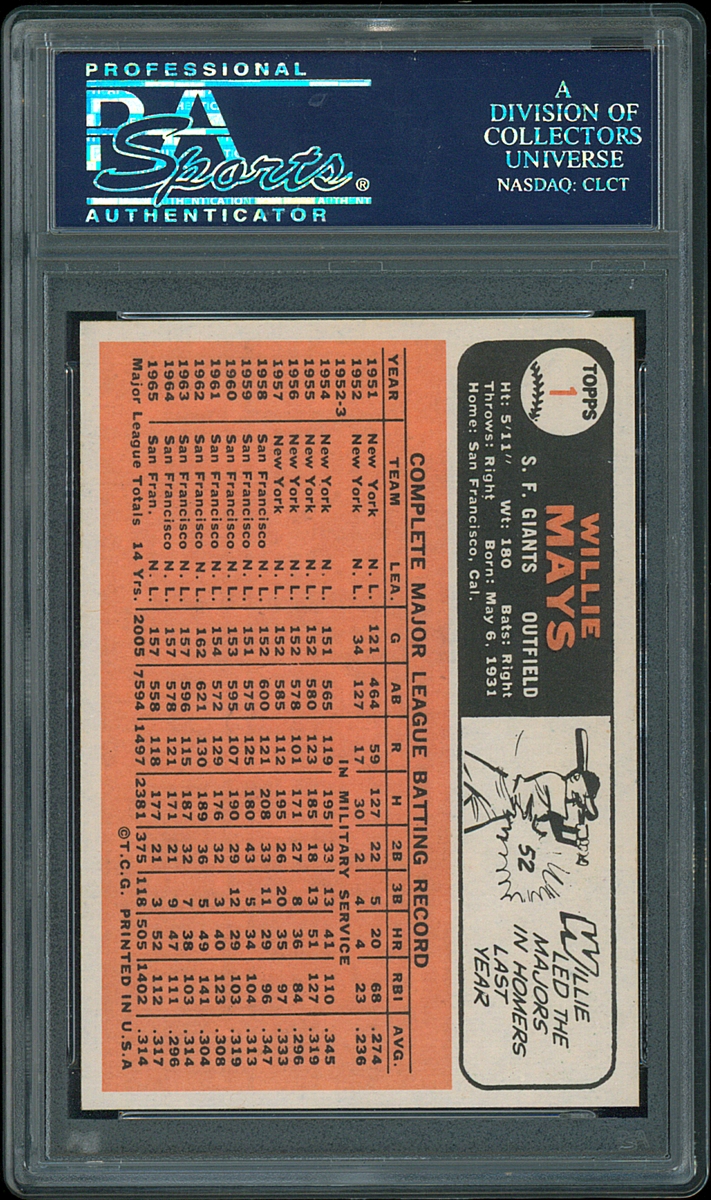 PROFESSIONAL
PSA
Sports®
AUTHENTICATOR
A
DIVISION OF
COLLECTORS
UNIVERSE
NASDAQ: CLCT
TOPPS
1
WILLIE
MAYS
S. F. GIANTS OUTFIELD
Ht: 5'11" Wt: 180 Bats: Right
Throws: Right Born: May 6, 1931
Home: San Francisco, Cal.
52
WILLIE
LED THE
MAJORS
IN HOMERS
LAST
YEAR
COMPLETE MAJOR LEAGUE BATTING RECORD
YEAR TEAM LEA. G AB R H 2B 3B HR RBI AVG.
1951 New York N. L. 121 464 59 127 22 5 20 68 .274
1952 New York N. L. 34 127 17 30 2 4 4 23 .236
1952-3 IN MILITARY SERVICE
1954 New York N. L. 151 565 119 195 33 13 41 110 .345
1955 New York N. L. 152 580 123 185 18 13 51 127 .319
1956 New York N. L. 152 578 101 171 27 8 36 84 .296
1957 New York N. L. 152 585 112 195 26 20 35 97 .333
1958 San Francisco N. L. 152 600 121 208 33 11 29 96 .347
1959 San Francisco N. L. 151 575 125 180 43 5 34 104 .313
1960 San Francisco N. L. 153 595 107 190 29 12 29 103 .319
1961 San Francisco N. L. 154 572 129 176 32 3 40 123 .308
1962 San Francisco N. L. 162 621 130 189 36 5 49 141 .304
1963 San Francisco N. L. 157 596 115 187 32 7 38 103 .314
1964 San Francisco N. L. 157 578 121 171 21 9 47 111 .296
1965 San Fran. N. L. 157 558 118 177 21 3 52 112 .317
Major League Totals 14 Yrs. 2005 7594 1497 2381 375 118 505 1402 .314
©T.C.G. PRINTED IN U.S.A